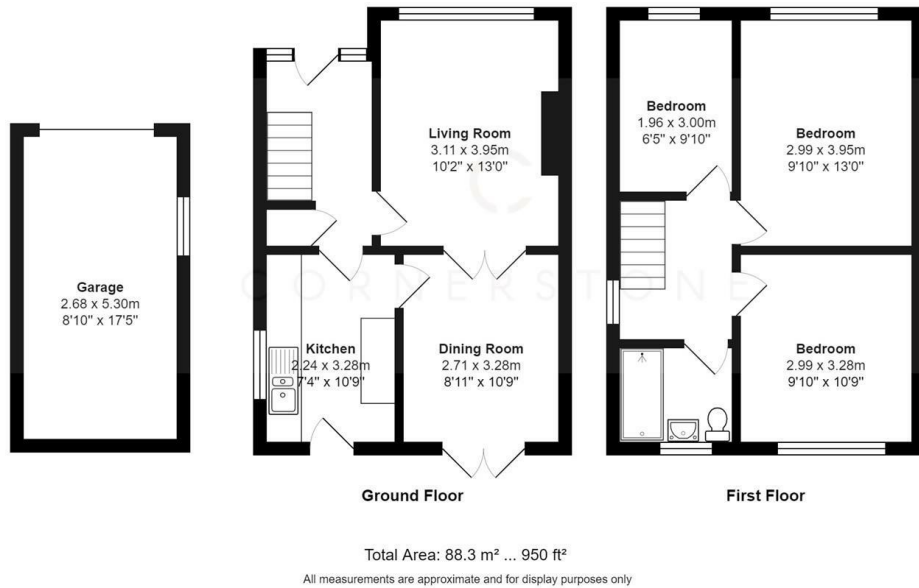 Garage
2.68 x 5.30m
8'10" x 17'5"
Living Room
3.11 x 3.95m
10'2" x 13'0"
Kitchen
2.24 x 3.28m
7'4" x 10'9"
Dining Room
2.71 x 3.28m
8'11" x 10'9"
Ground Floor
Bedroom
1.96 x 3.00m
6'5" x 9'10"
Bedroom
2.99 x 3.95m
9'10" x 13'0"
Bedroom
2.99 x 3.28m
9'10" x 10'9"
First Floor
CORNERSTONE
Total Area: 88.3 m² ... 950 ft²
All measurements are approximate and for display purposes only